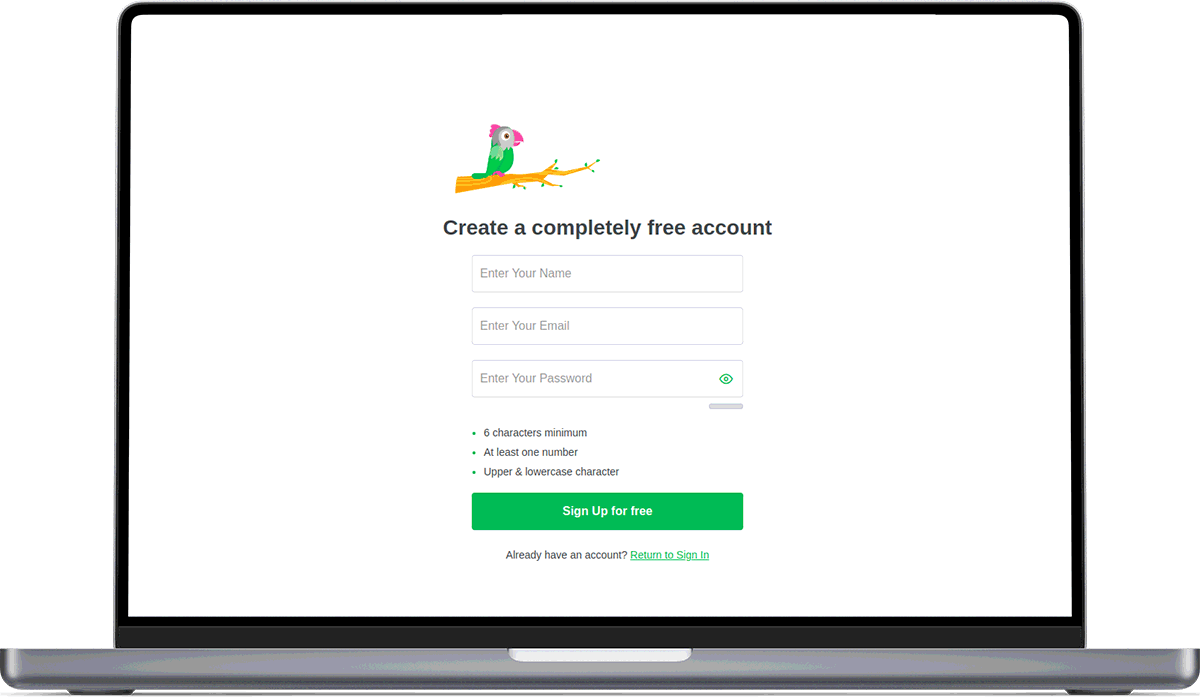 Create a completely free account
Enter Your Name
Enter Your Email
Enter Your Password
6 characters minimum
At least one number
Upper & lowercase character
Sign Up for free
Already have an account? Return to Sign In